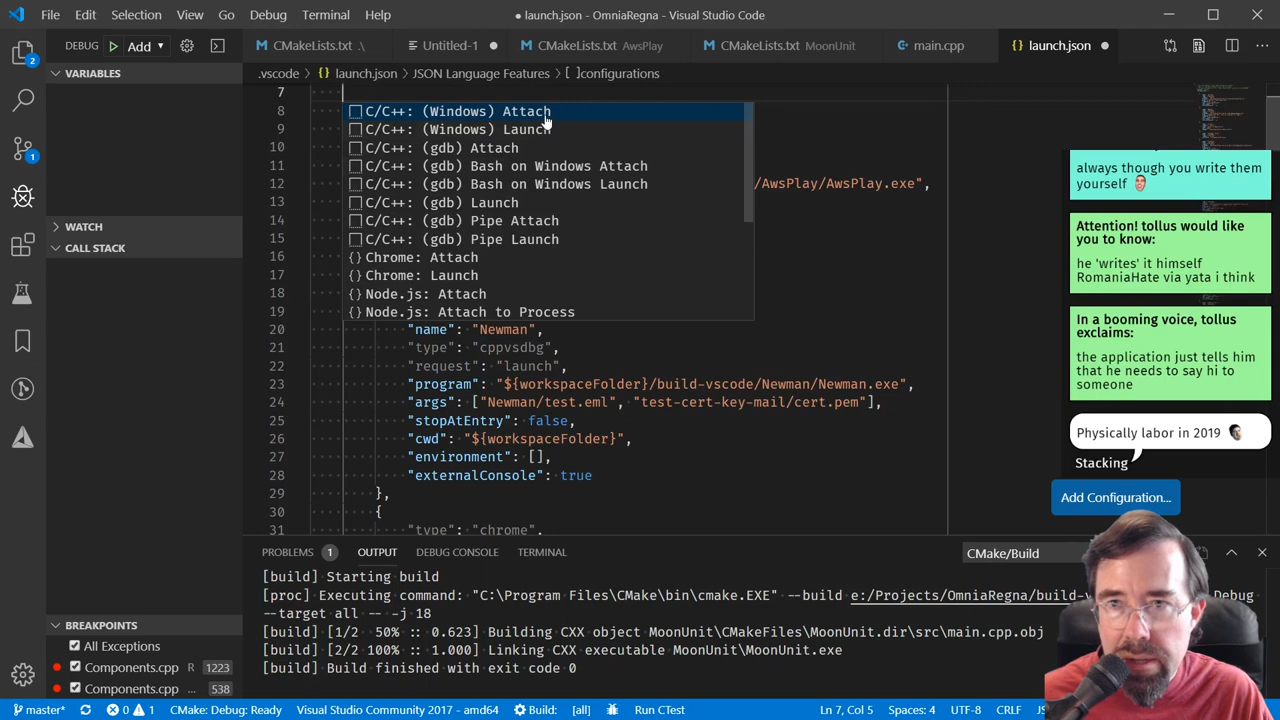 File Edit Selection View Go Debug Terminal Help
● launch.json - OmniaRegna - Visual Studio Code
DEBUG Add
CMakeLists.txt .\
Untitled-1 ●
CMakeLists.txt AwsPlay
CMakeLists.txt MoonUnit
main.cpp
launch.json ●
.vscode
launch.json
JSON Language Features
[ ]configurations
2
1
VARIABLES
WATCH
CALL STACK
BREAKPOINTS
All Exceptions
Components.cpp R 1223
Components.cpp ... 538
7
8 C/C++: (Windows) Attach
9 C/C++: (Windows) Launch
10 C/C++: (gdb) Attach
11 C/C++: (gdb) Bash on Windows Attach
12 C/C++: (gdb) Bash on Windows Launch /AwsPlay/AwsPlay.exe",
13 C/C++: (gdb) Launch
14 C/C++: (gdb) Pipe Attach
15 C/C++: (gdb) Pipe Launch
16 {} Chrome: Attach
17 {} Chrome: Launch
18 {} Node.js: Attach
19 {} Node.js: Attach to Process
20 "name": "Newman",
21 "type": "cppvsdbg",
22 "request": "launch",
23 "program": "${workspaceFolder}/build-vscode/Newman/Newman.exe",
24 "args": ["Newman/test.eml", "test-cert-key-mail/cert.pem"],
25 "stopAtEntry": false,
26 "cwd": "${workspaceFolder}",
27 "environment": [],
28 "externalConsole": true
29 },
30 {
31 "type": "chrome",
always though you write them
yourself
Attention! tollus would like
you to know:
he 'writes' it himself
RomaniaHate via yata i think
In a booming voice, tollus
exclaims:
the application just tells him
that he needs to say hi to
someone
Physically labor in 2019
Stacking
Add Configuration...
PROBLEMS 1 OUTPUT DEBUG CONSOLE TERMINAL
CMake/Build
[build] Starting build
[proc] Executing command: "C:\Program Files\CMake\bin\cmake.EXE" --build e:/Projects/OmniaRegna/build-v Debug
--target all -- -j 18
[build] [1/2 50% :: 0.623] Building CXX object MoonUnit\CMakeFiles\MoonUnit.dir\src\main.cpp.obj
[build] [2/2 100% :: 1.000] Linking CXX executable MoonUnit\MoonUnit.exe
[build] Build finished with exit code 0
master* 0 1 CMake: Debug: Ready Visual Studio Community 2017 - amd64 Build: [all] Run CTest Ln 7, Col 5 Spaces: 4 UTF-8 CRLF